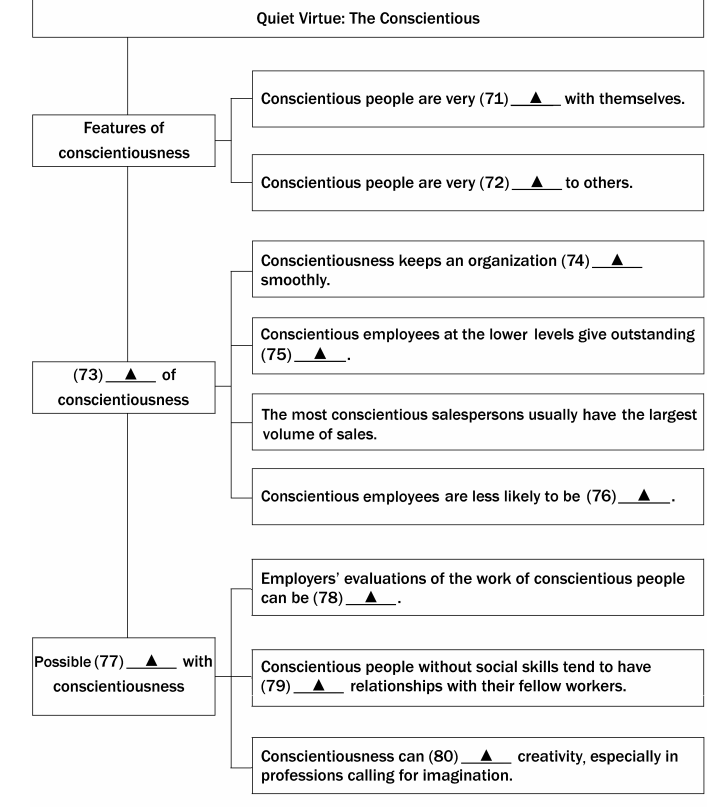 Quiet Virtue: The Conscientious
Features of
conscientiousness
Conscientious people are very (71) ▲ with themselves.
Conscientious people are very (72) ▲ to others.
(73) ▲ of
conscientiousness
Conscientiousness keeps an organization (74) ▲
smoothly.
Conscientious employees at the lower levels give outstanding
(75) ▲ .
The most conscientious salespersons usually have the largest
volume of sales.
Conscientious employees are less likely to be (76) ▲ .
Possible (77) ▲ with
conscientiousness
Employers' evaluations of the work of conscientious people
can be (78) ▲ .
Conscientious people without social skills tend to have
(79) ▲ relationships with their fellow workers.
Conscientiousness can (80) ▲ creativity, especially in
professions calling for imagination.